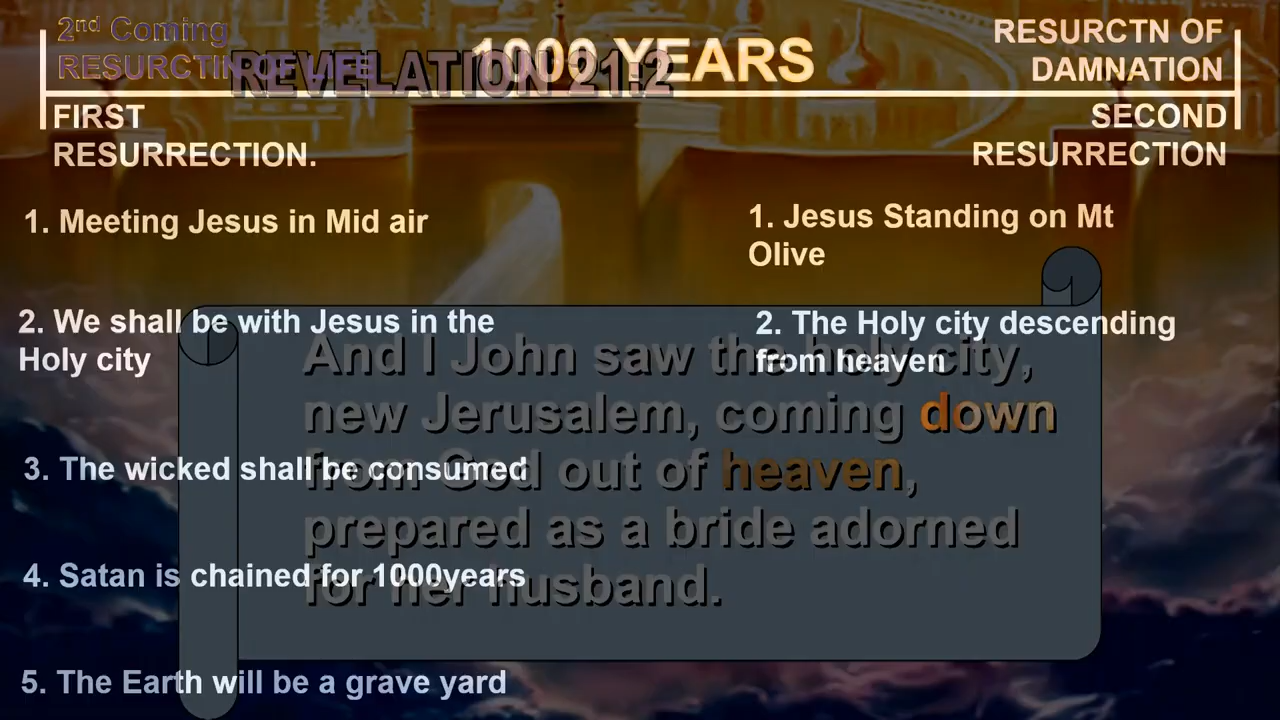 2nd Coming
RESURCTIN OF LIFE
1000 YEARS
RESURCTN OF
DAMNATION
REVELATION 21:2
FIRST
RESURRECTION.
SECOND
RESURRECTION
1. Meeting Jesus in Mid air
2. We shall be with Jesus in the
Holy city
3. The wicked shall be consumed
4. Satan is chained for 1000years
5. The Earth will be a grave yard
1. Jesus Standing on Mt
Olive
2. The Holy city descending
from heaven
And I John saw the holy city,
new Jerusalem, coming down
from God out of heaven,
prepared as a bride adorned
for her husband.